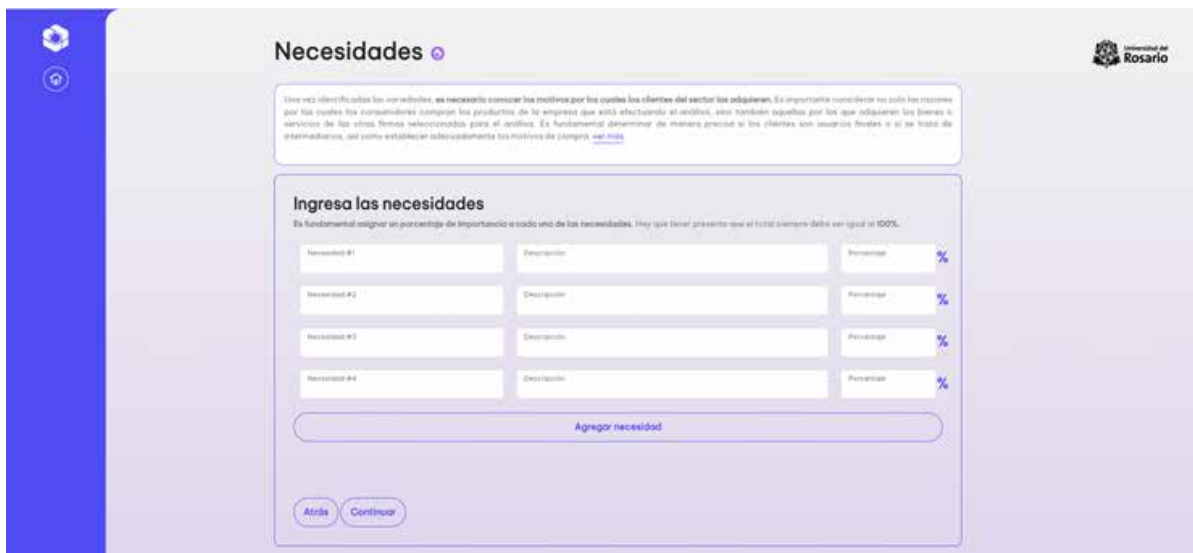 Necesidades
Universidad del
Rosario
Una vez identificadas las variedades, es necesario conocer los motivos por los cuales los clientes del sector las adquieren. Es importante considerar no solo las razones
por las cuales los consumidores compran los productos de la empresa que está efectuando el análisis, sino también aquellas por las que adquieren los bienes o
servicios de las otras firmas seleccionadas para el análisis. Es fundamental determinar de manera precisa si los clientes son usuarios finales o si se trata de
intermediarios, así como establecer adecuadamente los motivos de compra. ver más
Ingresa las necesidades
Es fundamental asignar un porcentaje de importancia a cada una de las necesidades. Hay que tener presente que el total siempre debe ser igual al 100%.
Necesidad #1 Descripción Porcentaje %
Necesidad #2 Descripción Porcentaje %
Necesidad #3 Descripción Porcentaje %
Necesidad #4 Descripción Porcentaje %
Agregar necesidad
Atrás Continuar